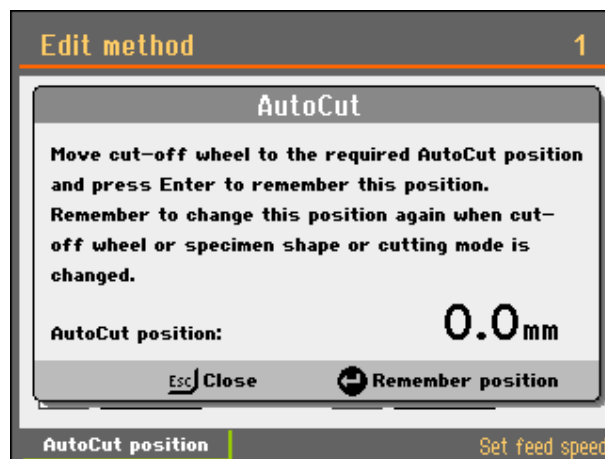 Edit method 1
AutoCut
Move cut-off wheel to the required AutoCut position
and press Enter to remember this position.
Remember to change this position again when cut-
off wheel or specimen shape or cutting mode is
changed.
AutoCut position: 0.0mm
Esc Close Remember position
AutoCut position Set feed speed